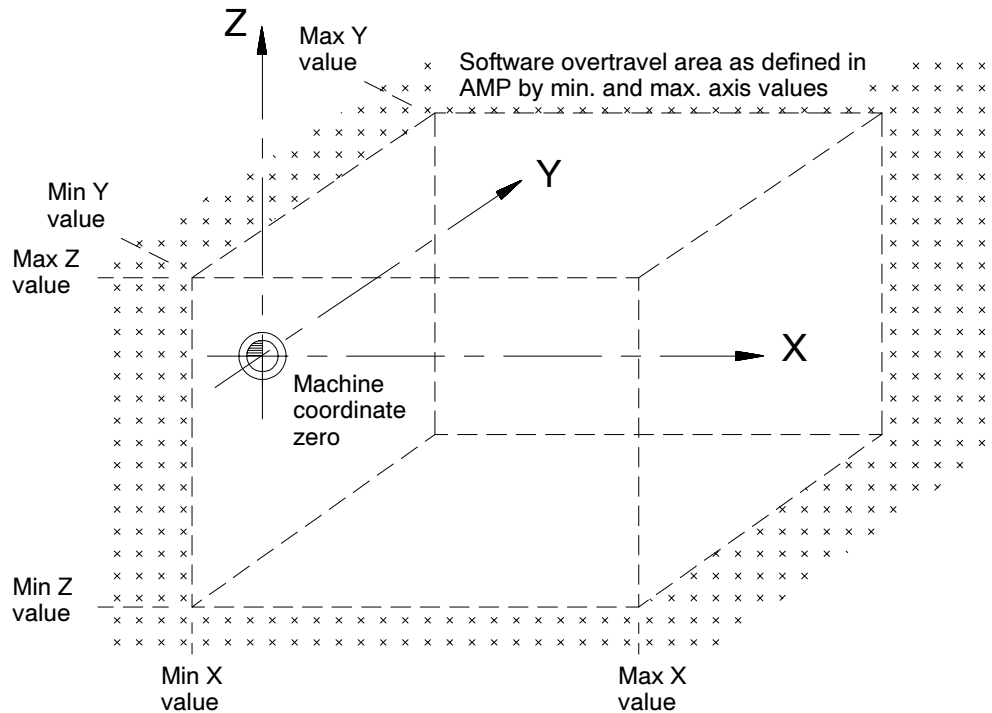 Z
Max Y
value
Software overtravel area as defined in
AMP by min. and max. axis values
Y
Min Y
value
Max Z
value
X
Machine
coordinate
zero
Min Z
value
Min X
value
Max X
value